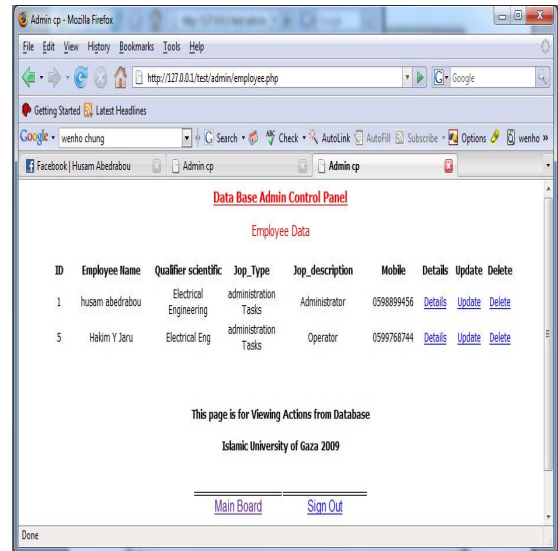 Admin cp - Mozilla Firefox
File Edit View History Bookmarks Tools Help
http://127.0.0.1/test/admin/employee.php
G Google
Getting Started Latest Headlines
Google wenho chung G Search ABC Check AutoLink AutoFill Subscribe Options wenho »
Facebook | Husam Abedrabou Admin cp Admin cp
Data Base Admin Control Panel
Employee Data
ID Employee Name Qualifier scientific Jop_Type Jop_description Mobile Details Update Delete
1 husam abedrabou Electrical Engineering administration Tasks Administrator 0598899456 Details Update Delete
5 Hakim Y Jaru Electrical Eng administration Tasks Operator 0599768744 Details Update Delete
This page is for Viewing Actions from Database
Islamic University of Gaza 2009
Main Board Sign Out
Done